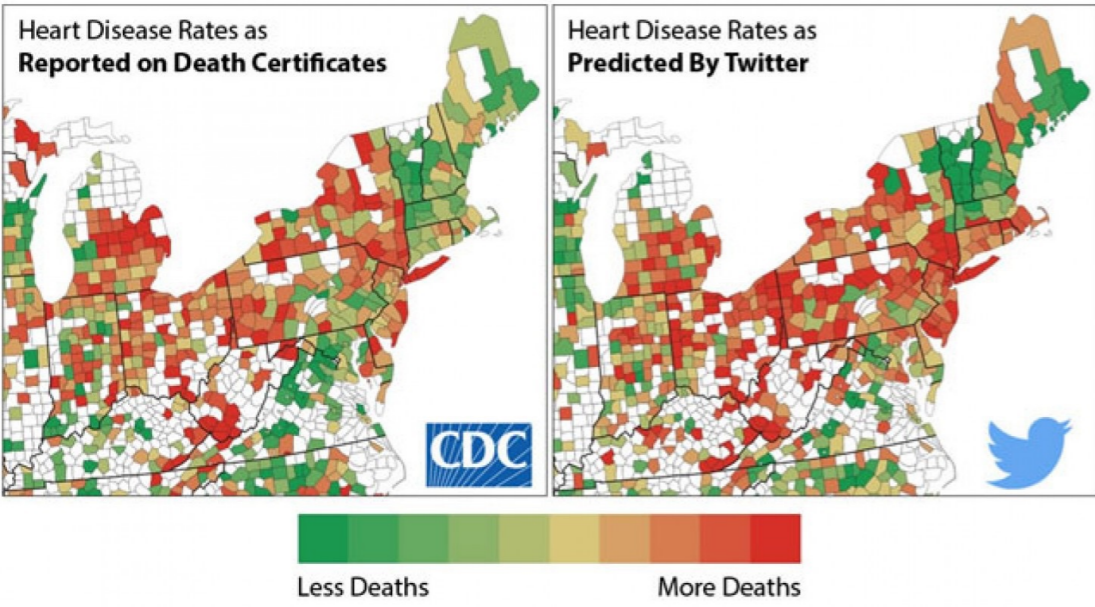 Heart Disease Rates as
Reported on Death Certificates
Heart Disease Rates as
Predicted By Twitter
CDC
Less Deaths
More Deaths